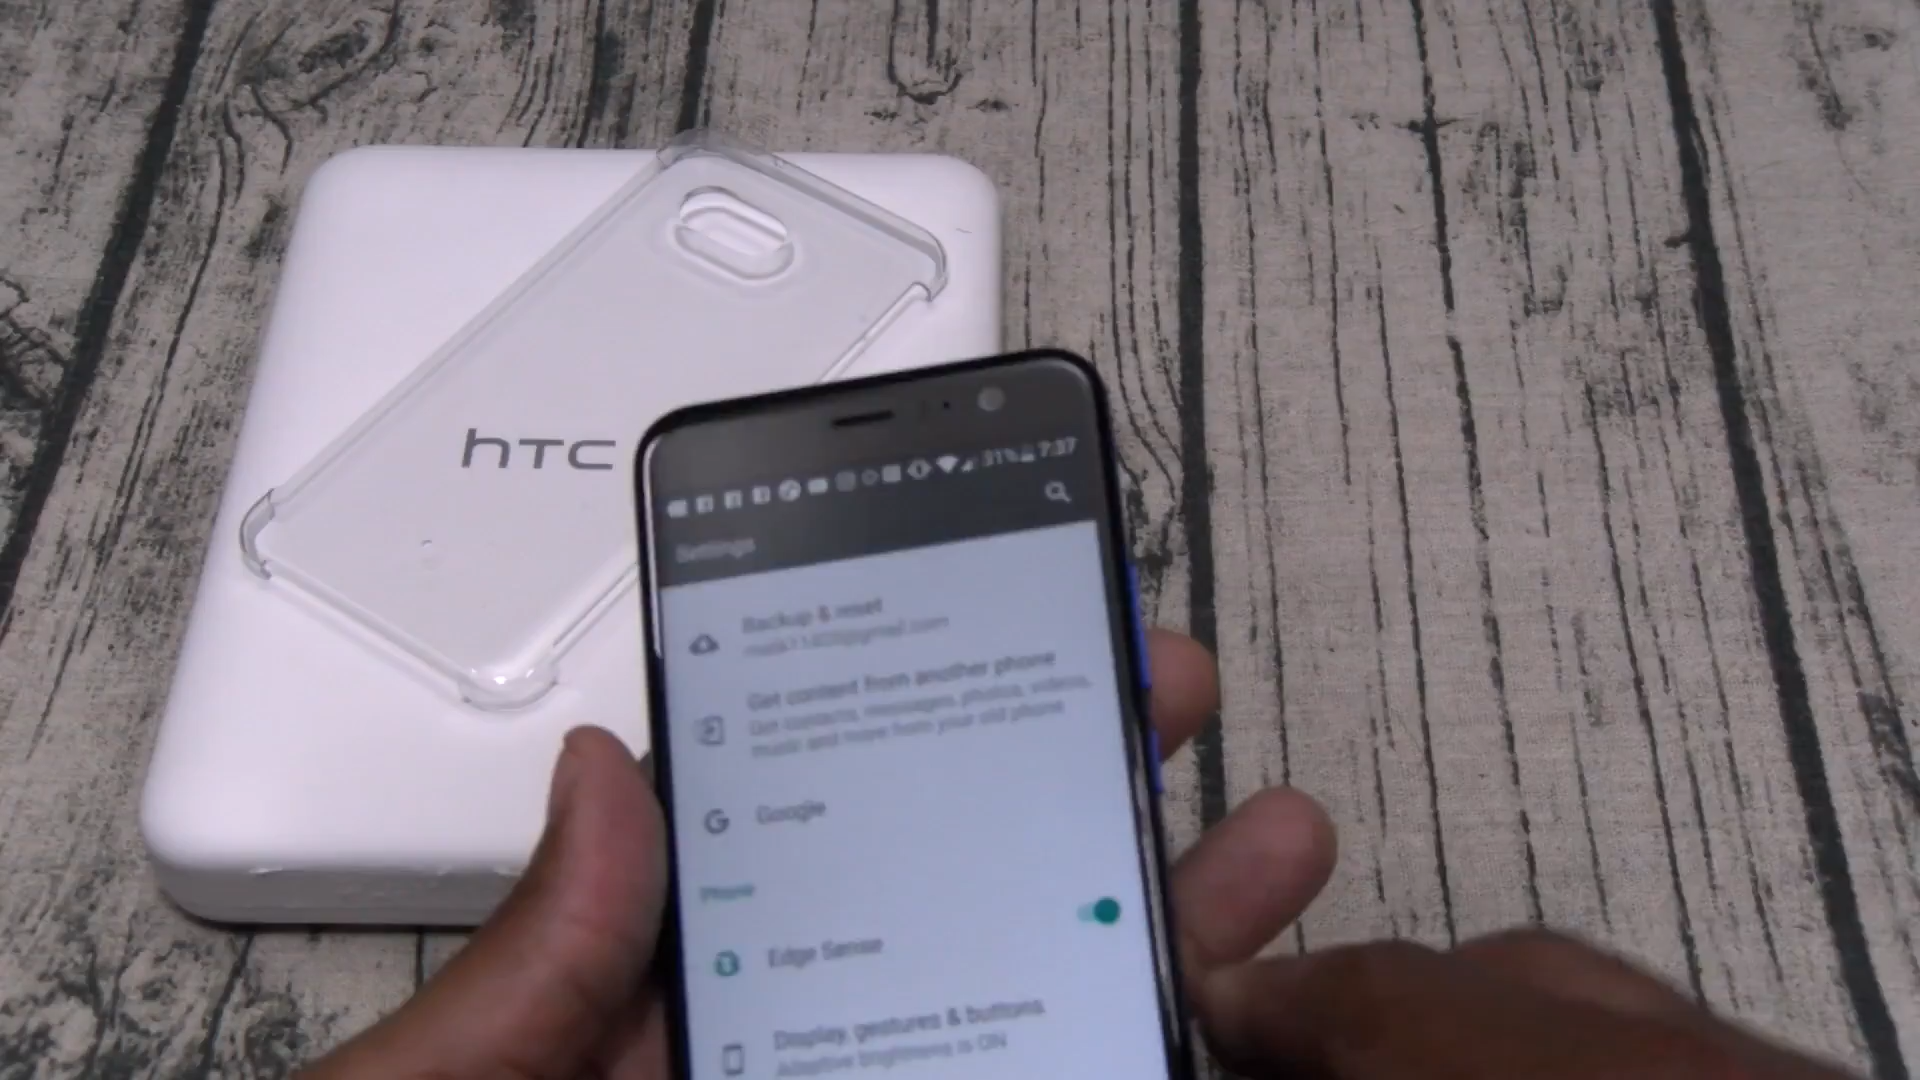 hTC
31% 7:37
Settings
Backup & reset
Get content from another phone
Get contacts, messages, photos, videos,
music and more from your old phone
Google
Phone
Edge Sense
Display, gestures & buttons
Adaptive brightness is ON